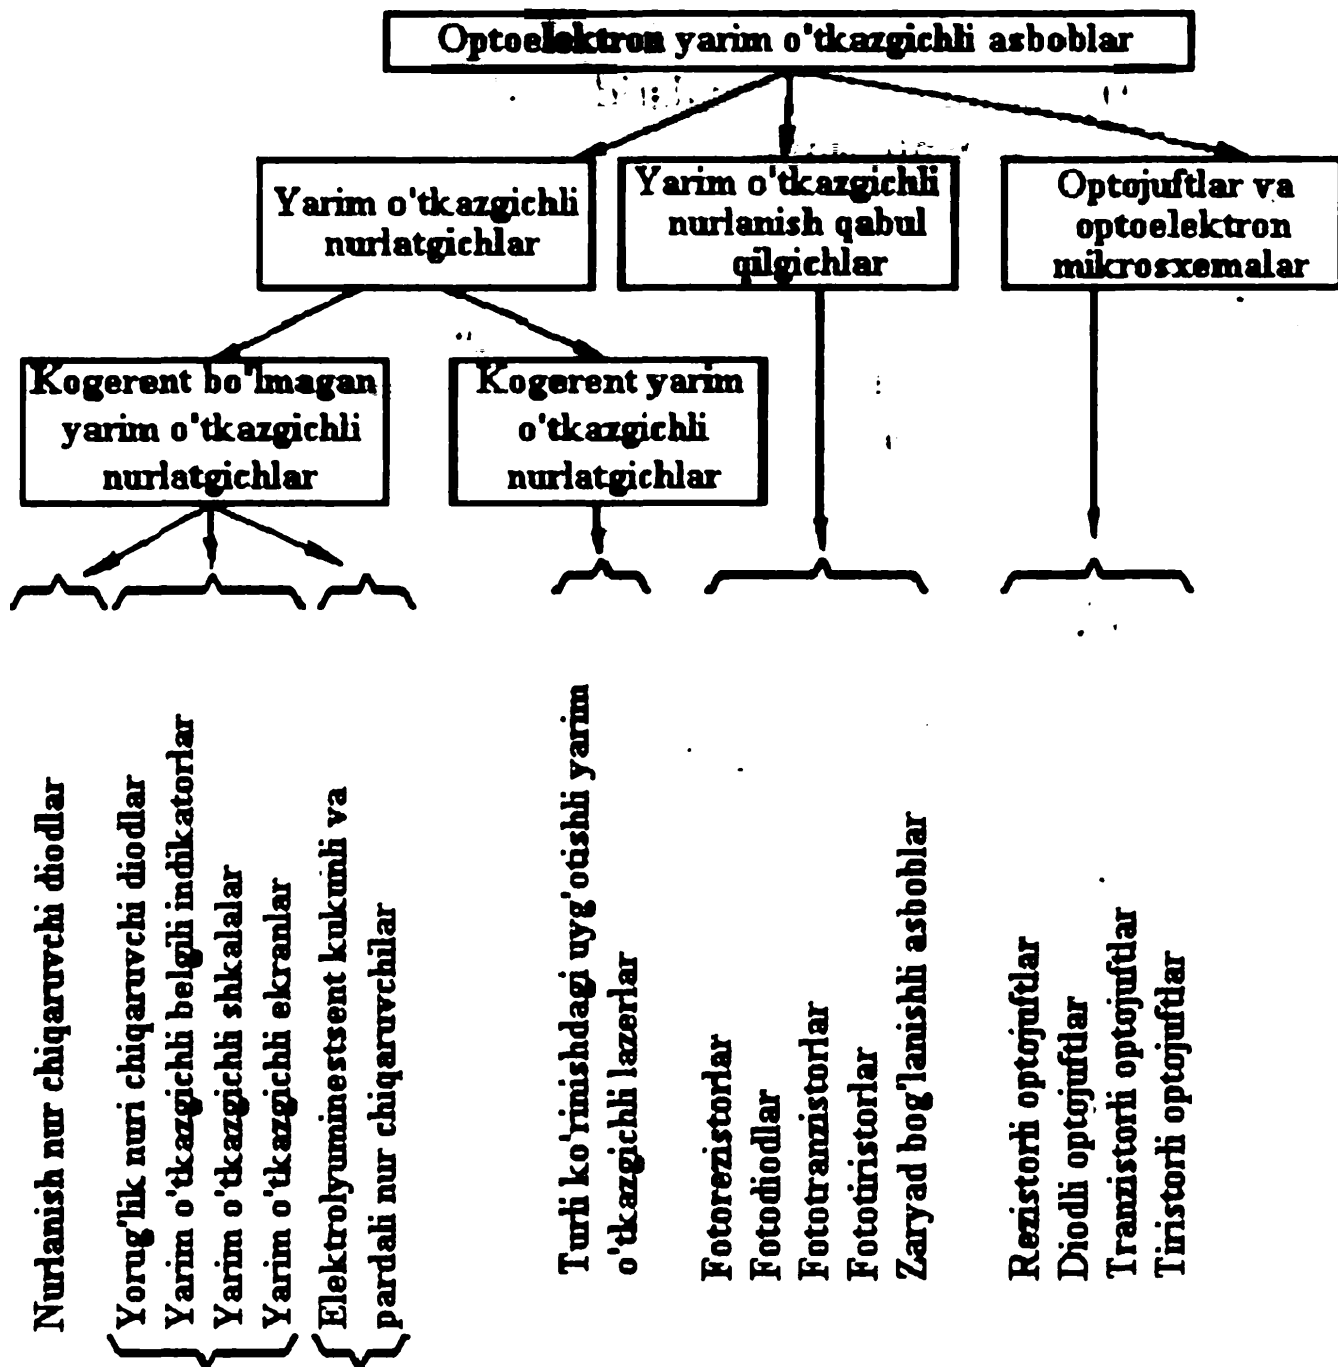 Optoelektron yarim o'tkazgichli asboblar
Yarim o'tkazgichli
nurlatgichlar
Yarim o'tkazgichli
nurlanish qabul
qilgichlar
Optojuftlar va
optoelektron
mikrosxemalar
Kogerent bo'lmagan
yarim o'tkazgichli
nurlatgichlar
Kogerent yarim
o'tkazgichli
nurlatgichlar
Nurlanish nur chiqaruvchi diodlar
Yorug'lik nuri chiqaruvchi diodlar
Yarim o'tkazgichli belgili indikatorlar
Yarim o'tkazgichli shkalalar
Yarim o'tkazgichli ekranlar
Elektrolyuminestsent kukunli va
pardali nur chiqaruvchilar
Turli ko'rinishdagi uyg'otishli yarim
o'tkazgichli lazerlar
Fotorezistorlar
Fotodiodlar
Fototranzistorlar
Fototiristorlar
Zaryad bog'lanishli asboblar
Rezistorli optojuftlar
Diodli optojuftlar
Tranzistorli optojuftlar
Tiristorli optojuftlar